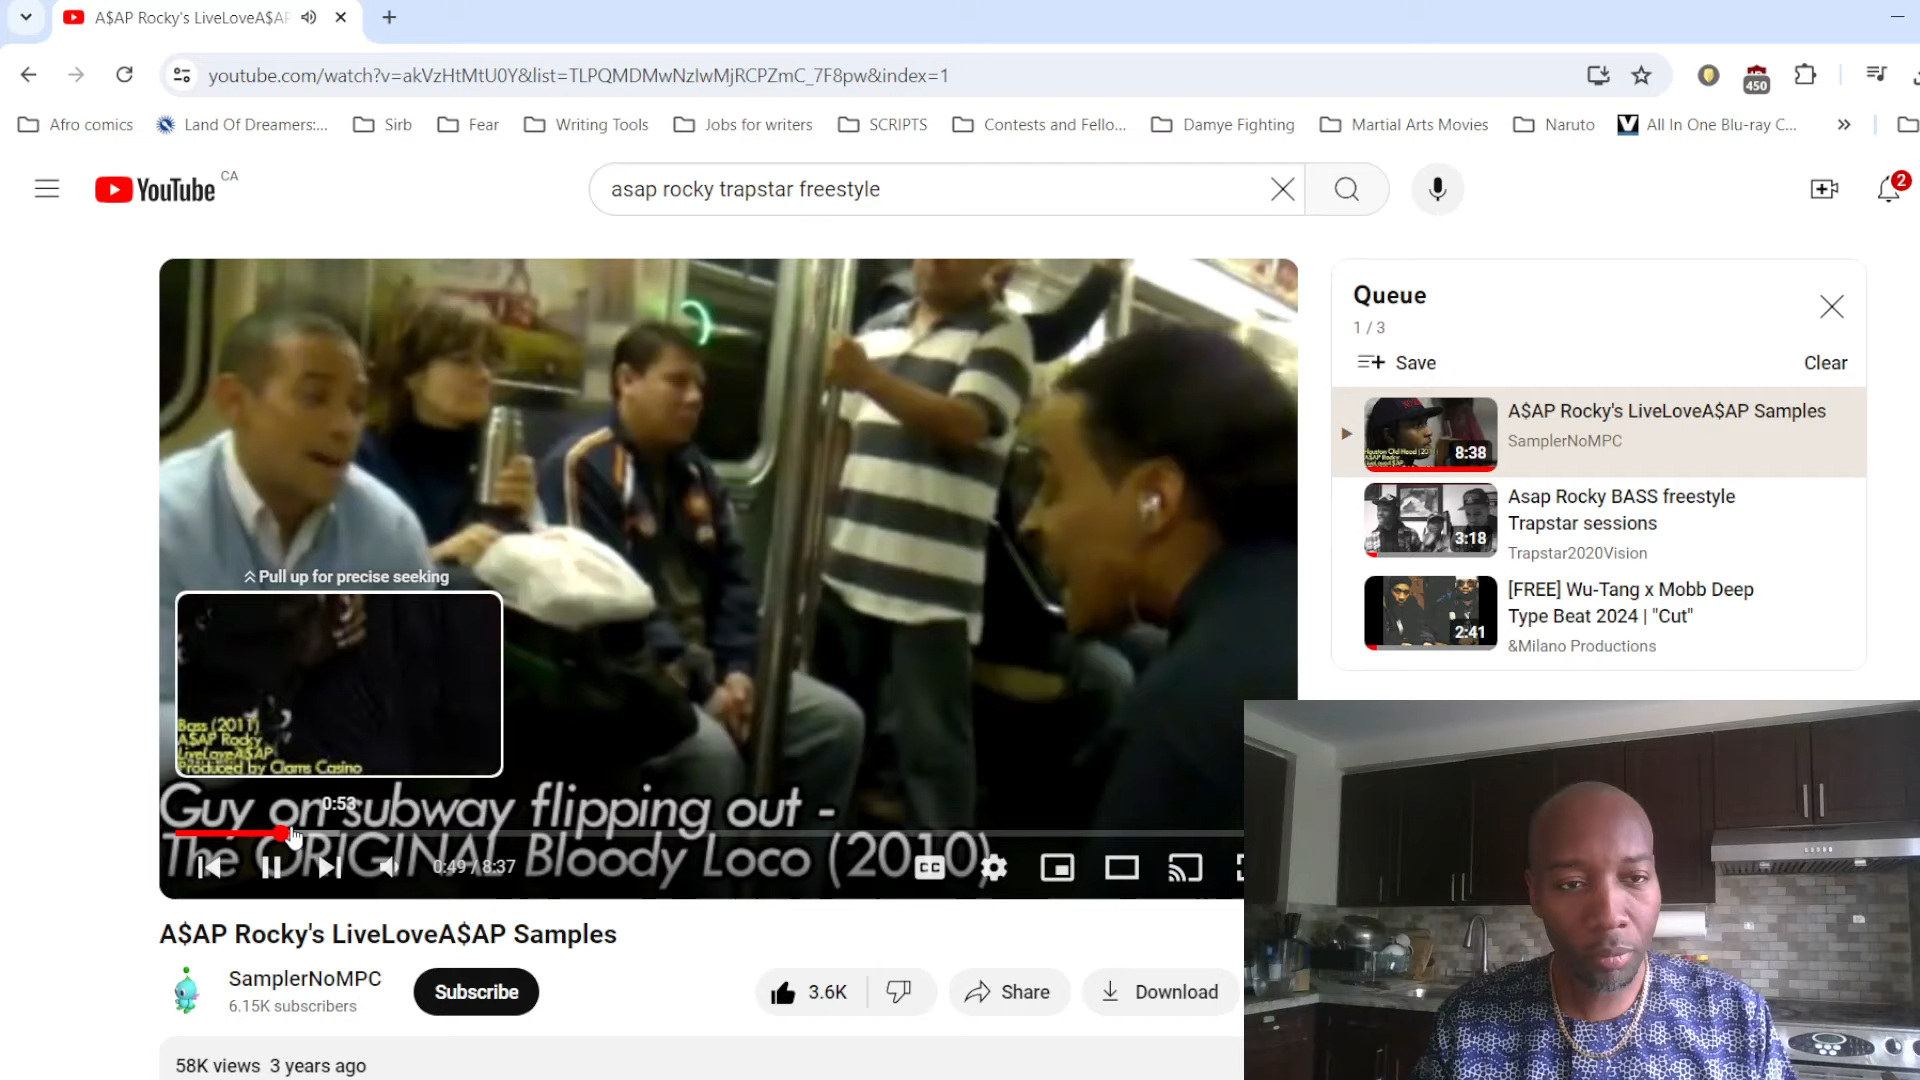 A$AP Rocky's LiveLoveA$AP
youtube.com/watch?v=akVzHtMtU0Y&list=TLPQMDMwNzIwMjRCPZmC_7F8pw&index=1
450
Afro comics
Land Of Dreamers:...
Sirb
Fear
Writing Tools
Jobs for writers
SCRIPTS
Contests and Fello...
Damye Fighting
Martial Arts Movies
Naruto
All In One Blu-ray C...
YouTube CA
asap rocky trapstar freestyle
2
Pull up for precise seeking
Bass (2011)
A$AP Rocky
LiveLoveA$AP
Produced by Clams Casino
0:53
Guy on subway flipping out -
The ORIGINAL Bloody Loco (2010)
0:49 / 8:37
CC
A$AP Rocky's LiveLoveA$AP Samples
SamplerNoMPC
6.15K subscribers
Subscribe
3.6K
Share
Download
58K views 3 years ago
Queue
1 / 3
Save
Clear
8:38
A$AP Rocky's LiveLoveA$AP Samples
SamplerNoMPC
3:18
Asap Rocky BASS freestyle
Trapstar sessions
Trapstar2020Vision
2:41
[FREE] Wu-Tang x Mobb Deep
Type Beat 2024 | "Cut"
&Milano Productions